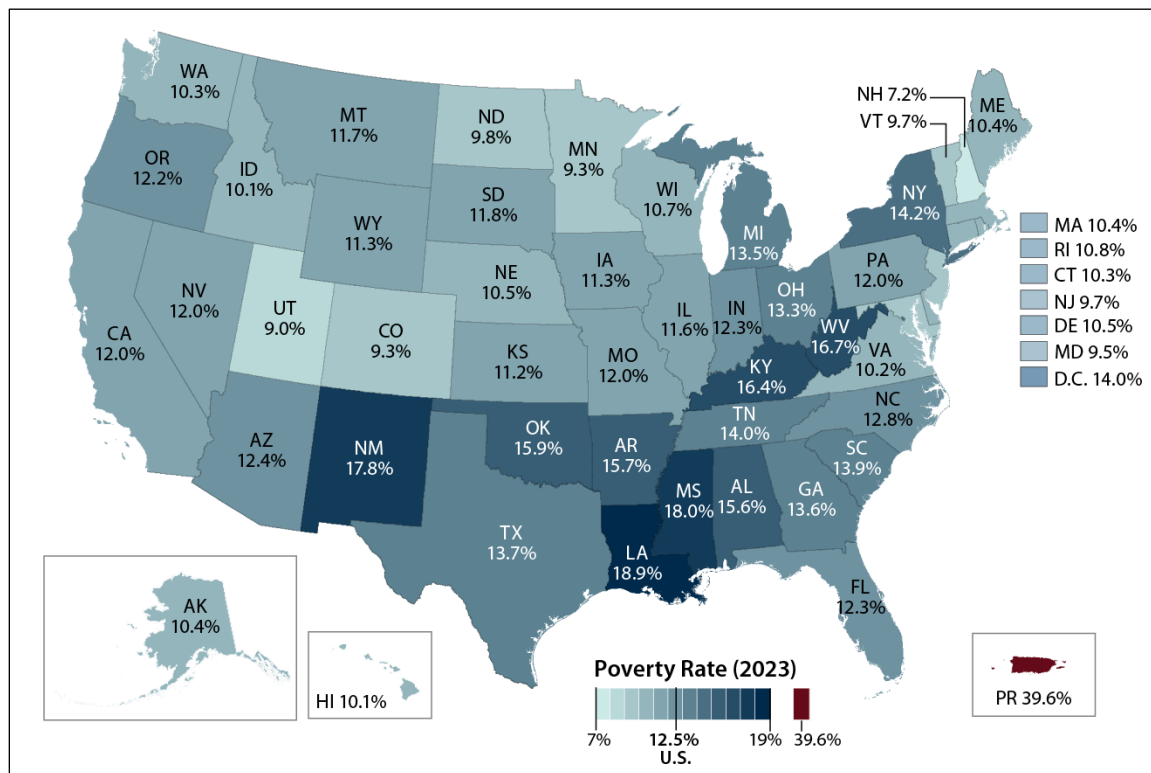 WA
10.3%
MT
11.7%
ND
9.8%
MN
9.3%
NH 7.2%
VT 9.7%
ME
10.4%
OR
12.2%
ID
10.1%
SD
11.8%
WI
10.7%
NY
14.2%
WY
11.3%
MI
13.5%
MA 10.4%
RI 10.8%
CT 10.3%
NJ 9.7%
DE 10.5%
MD 9.5%
D.C. 14.0%
IA
11.3%
NE
10.5%
PA
12.0%
NV
12.0%
UT
9.0%
CO
9.3%
IL
11.6%
IN
12.3%
OH
13.3%
WV
16.7%
CA
12.0%
KS
11.2%
MO
12.0%
KY
16.4%
VA
10.2%
TN
14.0%
NC
12.8%
AZ
12.4%
NM
17.8%
OK
15.9%
AR
15.7%
SC
13.9%
MS
18.0%
AL
15.6%
GA
13.6%
TX
13.7%
LA
18.9%
FL
12.3%
AK
10.4%
HI 10.1%
Poverty Rate (2023)
7%
12.5%
U.S.
19%
39.6%
PR 39.6%